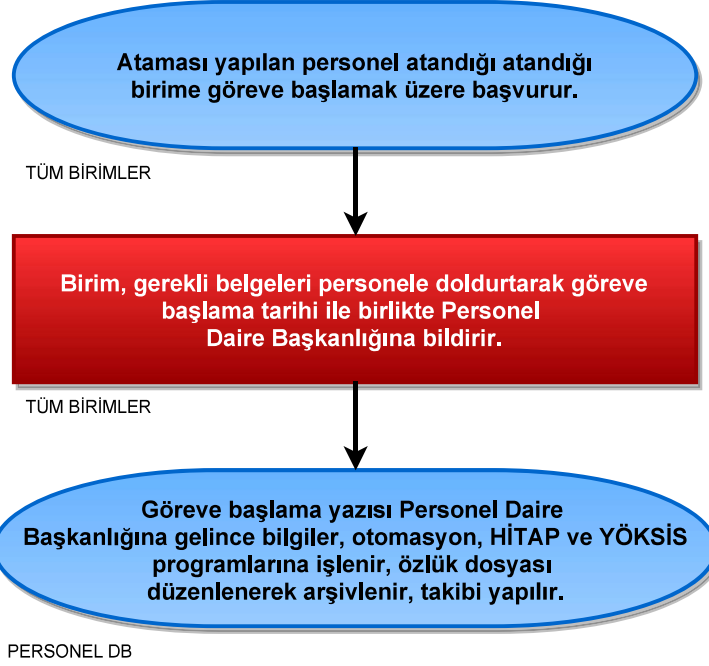 Ataması yapılan personel atandığı atandığı
birime göreve başlamak üzere başvurur.
TÜM BİRİMLER
Birim, gerekli belgeleri personele doldurtarak göreve
başlama tarihi ile birlikte Personel
Daire Başkanlığına bildirir.
TÜM BİRİMLER
Göreve başlama yazısı Personel Daire
Başkanlığına gelince bilgiler, otomasyon, HİTAP ve YÖKSİS
programlarına işlenir, özlük dosyası
düzenlenerek arşivlenir, takibi yapılır.
PERSONEL DB